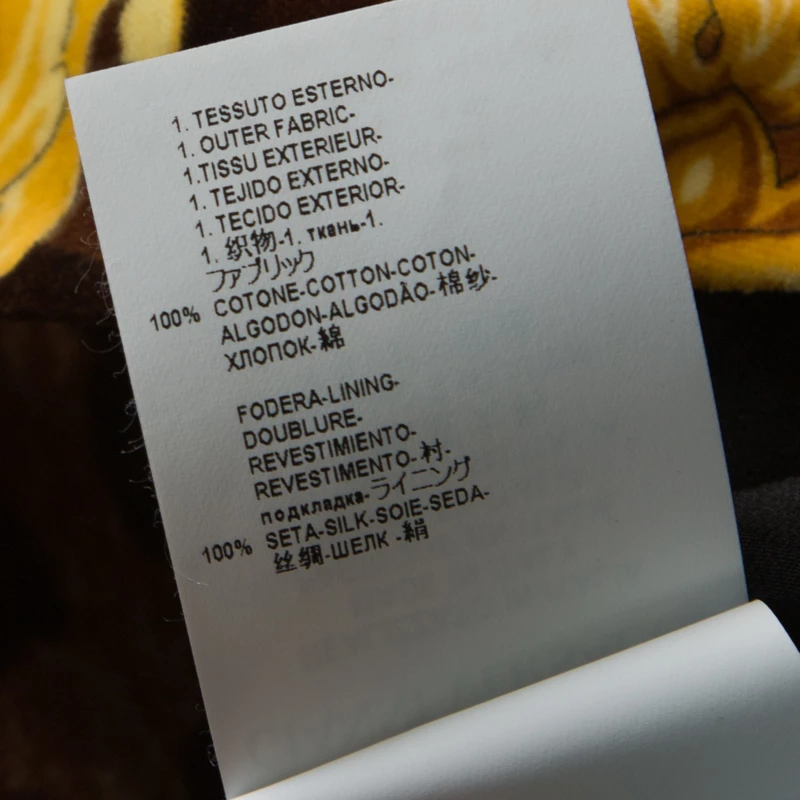 1. TESSUTO ESTERNO-
1. OUTER FABRIC-
1.TISSU EXTERIEUR-
1. TEJIDO EXTERNO-
1. TECIDO EXTERIOR-
1. 织物-1. ткань-1.
ファブリック
100% COTONE-COTTON-COTON-
ALGODON-ALGODÃO-棉纱-
ХЛОПОК-綿
FODERA-LINING-
DOUBLURE-
REVESTIMIENTO-
REVESTIMENTO-村-
подкладка-ライニング
100% SETA-SILK-SOIE-SEDA-
丝绸-ШЕЛК -絹